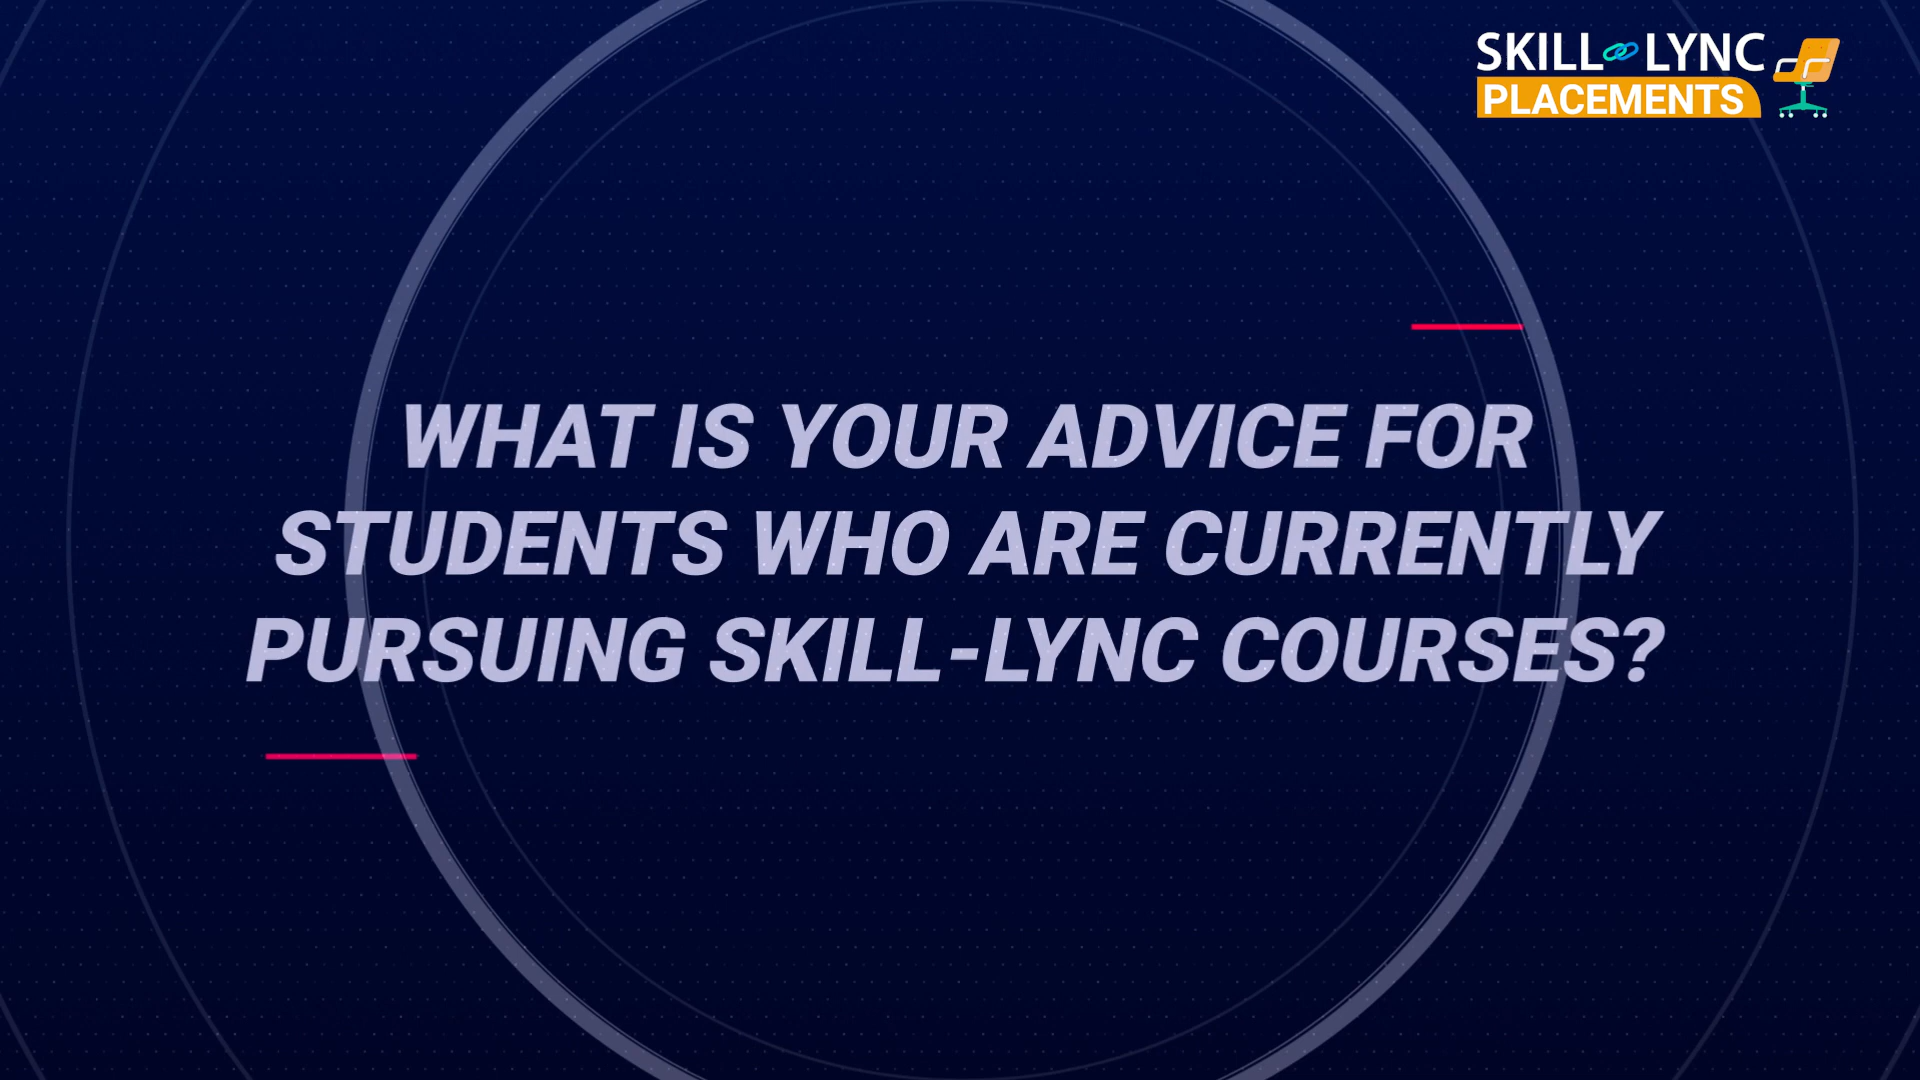 SKILL LYNC
PLACEMENTS
WHAT IS YOUR ADVICE FOR
STUDENTS WHO ARE CURRENTLY
PURSUING SKILL-LYNC COURSES?